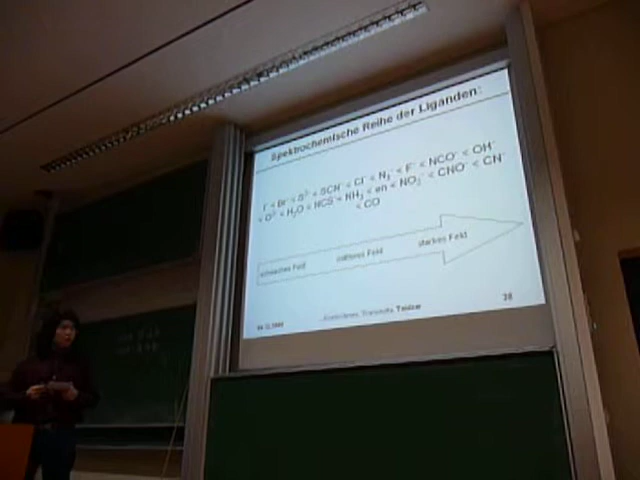 Spektrochemische Reihe der Liganden:
I⁻ < Br⁻ < S²⁻ < SCN⁻ < Cl⁻ < N₃⁻ < F⁻ < NCO⁻ < OH⁻
< O²⁻ < H₂O < NCS⁻ < NH₃ < en < NO₂⁻ < CNO⁻ < CN⁻
< CO
schwaches Feld mittleres Feld starkes Feld
28